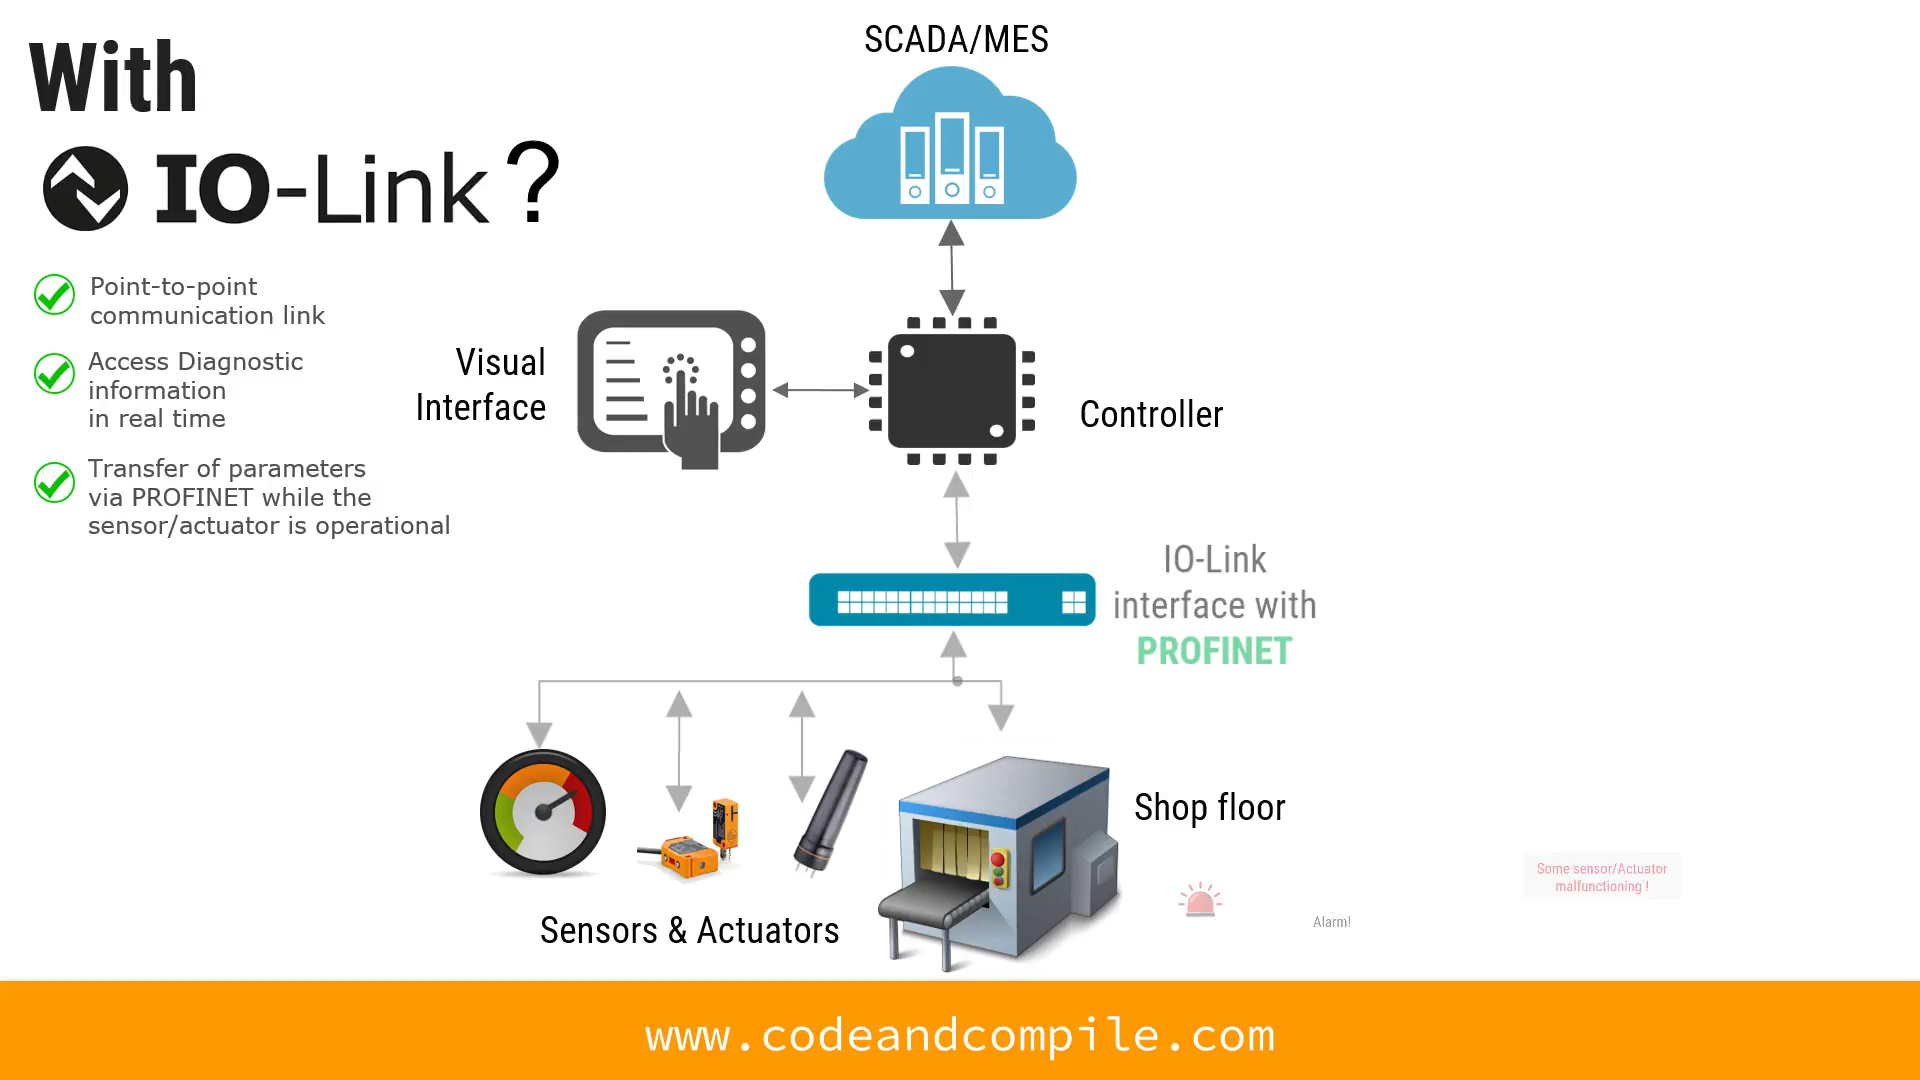 With
IO-Link?
Point-to-point
communication link
Access Diagnostic
information
in real time
Transfer of parameters
via PROFINET while the
sensor/actuator is operational
SCADA/MES
Visual
Interface
Controller
IO-Link
interface with
PROFINET
Shop floor
Sensors & Actuators
Alarm!
Some sensor/Actuator
malfunctioning !
www.codeandcompile.com